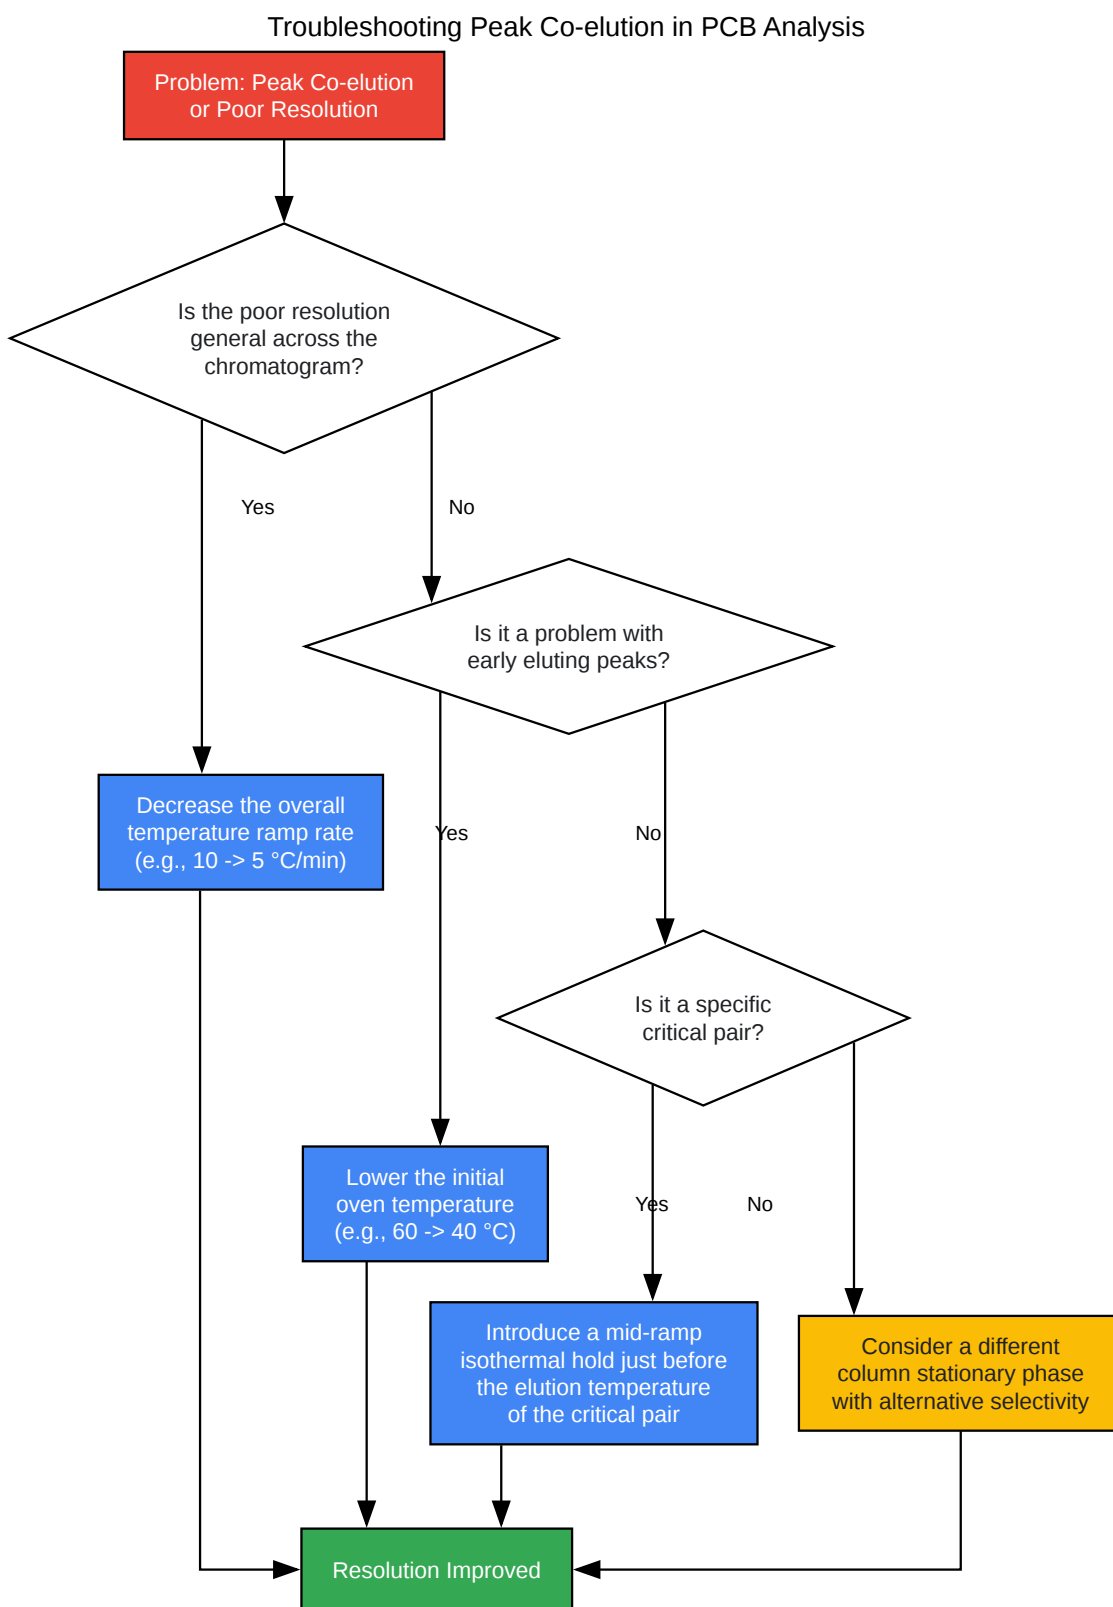 Troubleshooting Peak Co-elution in PCB Analysis
Problem: Peak Co-elution
or Poor Resolution
Is the poor resolution
general across the
chromatogram?
Yes
No
Is it a problem with
early eluting peaks?
Decrease the overall
temperature ramp rate
(e.g., 10 -> 5 °C/min)
Yes
No
Is it a specific
critical pair?
Lower the initial
oven temperature
(e.g., 60 -> 40 °C)
Yes
No
Introduce a mid-ramp
isothermal hold just before
the elution temperature
of the critical pair
Consider a different
column stationary phase
with alternative selectivity
Resolution Improved